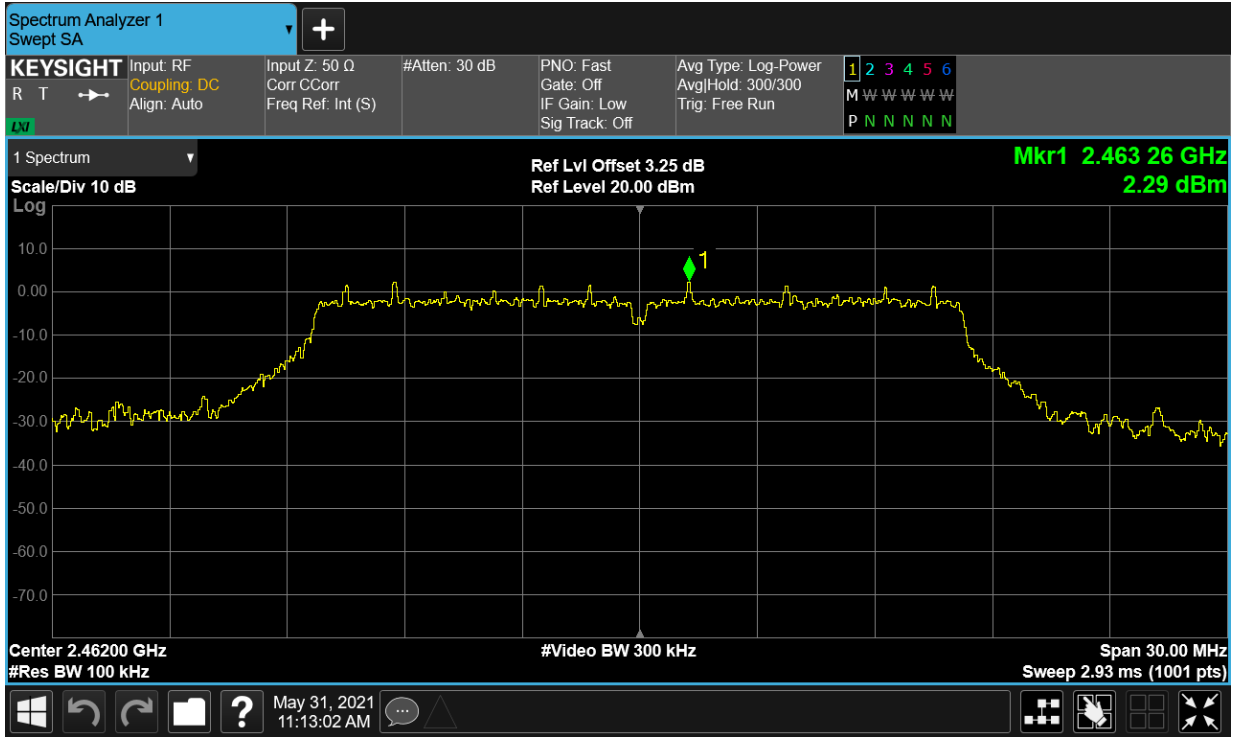 Spectrum Analyzer 1
Swept SA
+
KEYSIGHT
R T
LXI
Input: RF
Coupling: DC
Align: Auto
Input Z: 50 Ω
Corr CCorr
Freq Ref: Int (S)
#Atten: 30 dB
PNO: Fast
Gate: Off
IF Gain: Low
Sig Track: Off
Avg Type: Log-Power
Avg|Hold: 300/300
Trig: Free Run
1 2 3 4 5 6
M W W W W W
P N N N N N
1 Spectrum
Scale/Div 10 dB
Log
Ref Lvl Offset 3.25 dB
Ref Level 20.00 dBm
Mkr1 2.463 26 GHz
2.29 dBm
1
10.0
0.00
-10.0
-20.0
-30.0
-40.0
-50.0
-60.0
-70.0
Center 2.46200 GHz
#Res BW 100 kHz
#Video BW 300 kHz
Span 30.00 MHz
Sweep 2.93 ms (1001 pts)
?
May 31, 2021
11:13:02 AM